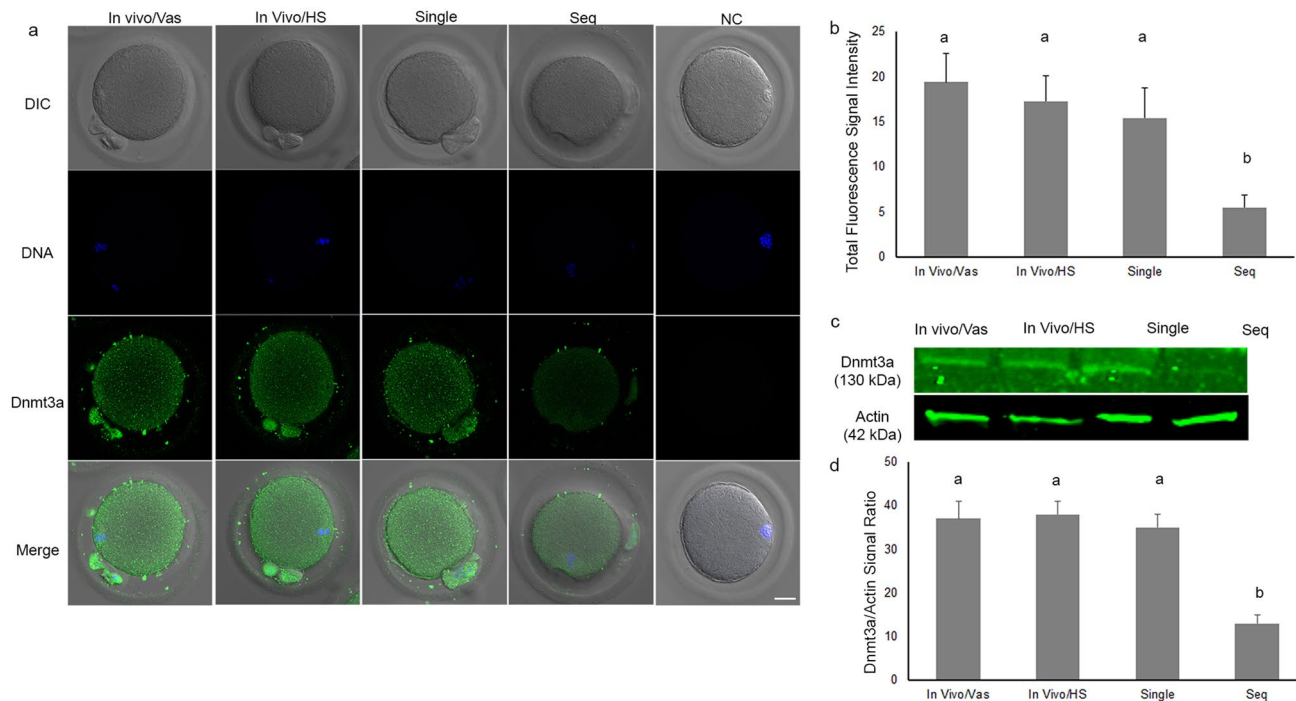 a
In vivo/Vas In Vivo/HS Single Seq NC
DIC
DNA
Dnmt3a
Merge
b
Total Fluorescence Signal Intensity
25
20
15
10
5
0
a a a b
In Vivo/Vas In Vivo/HS Single Seq
c
In vivo/Vas In Vivo/HS Single Seq
Dnmt3a
(130 kDa)
Actin
(42 kDa)
d
Dnmt3a/Actin Signal Ratio
50
40
30
20
10
0
a a a b
In Vivo/Vas In Vivo/HS Single Seq